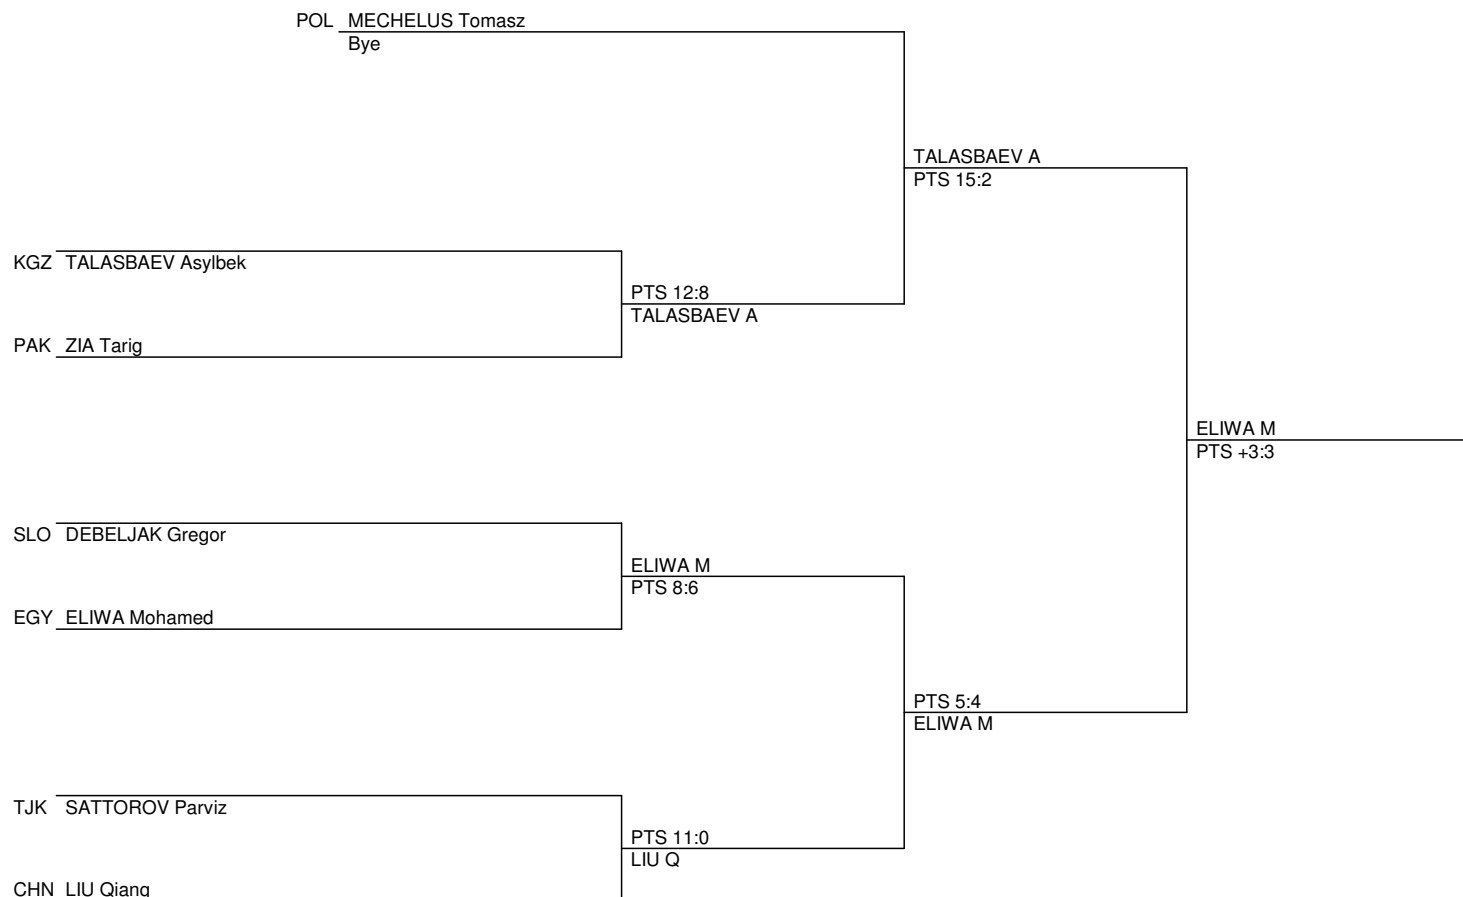 POL MECHELUS Tomasz
Bye
TALASBAEV A
PTS 15:2
KGZ TALASBAEV Asylbek
PTS 12:8
TALASBAEV A
PAK ZIA Tarig
ELIWA M
PTS +3:3
SLO DEBELJAK Gregor
ELIWA M
PTS 8:6
EGY ELIWA Mohamed
PTS 5:4
ELIWA M
TJK SATTOROV Parviz
PTS 11:0
LIU Q
CHN LIU Qiang